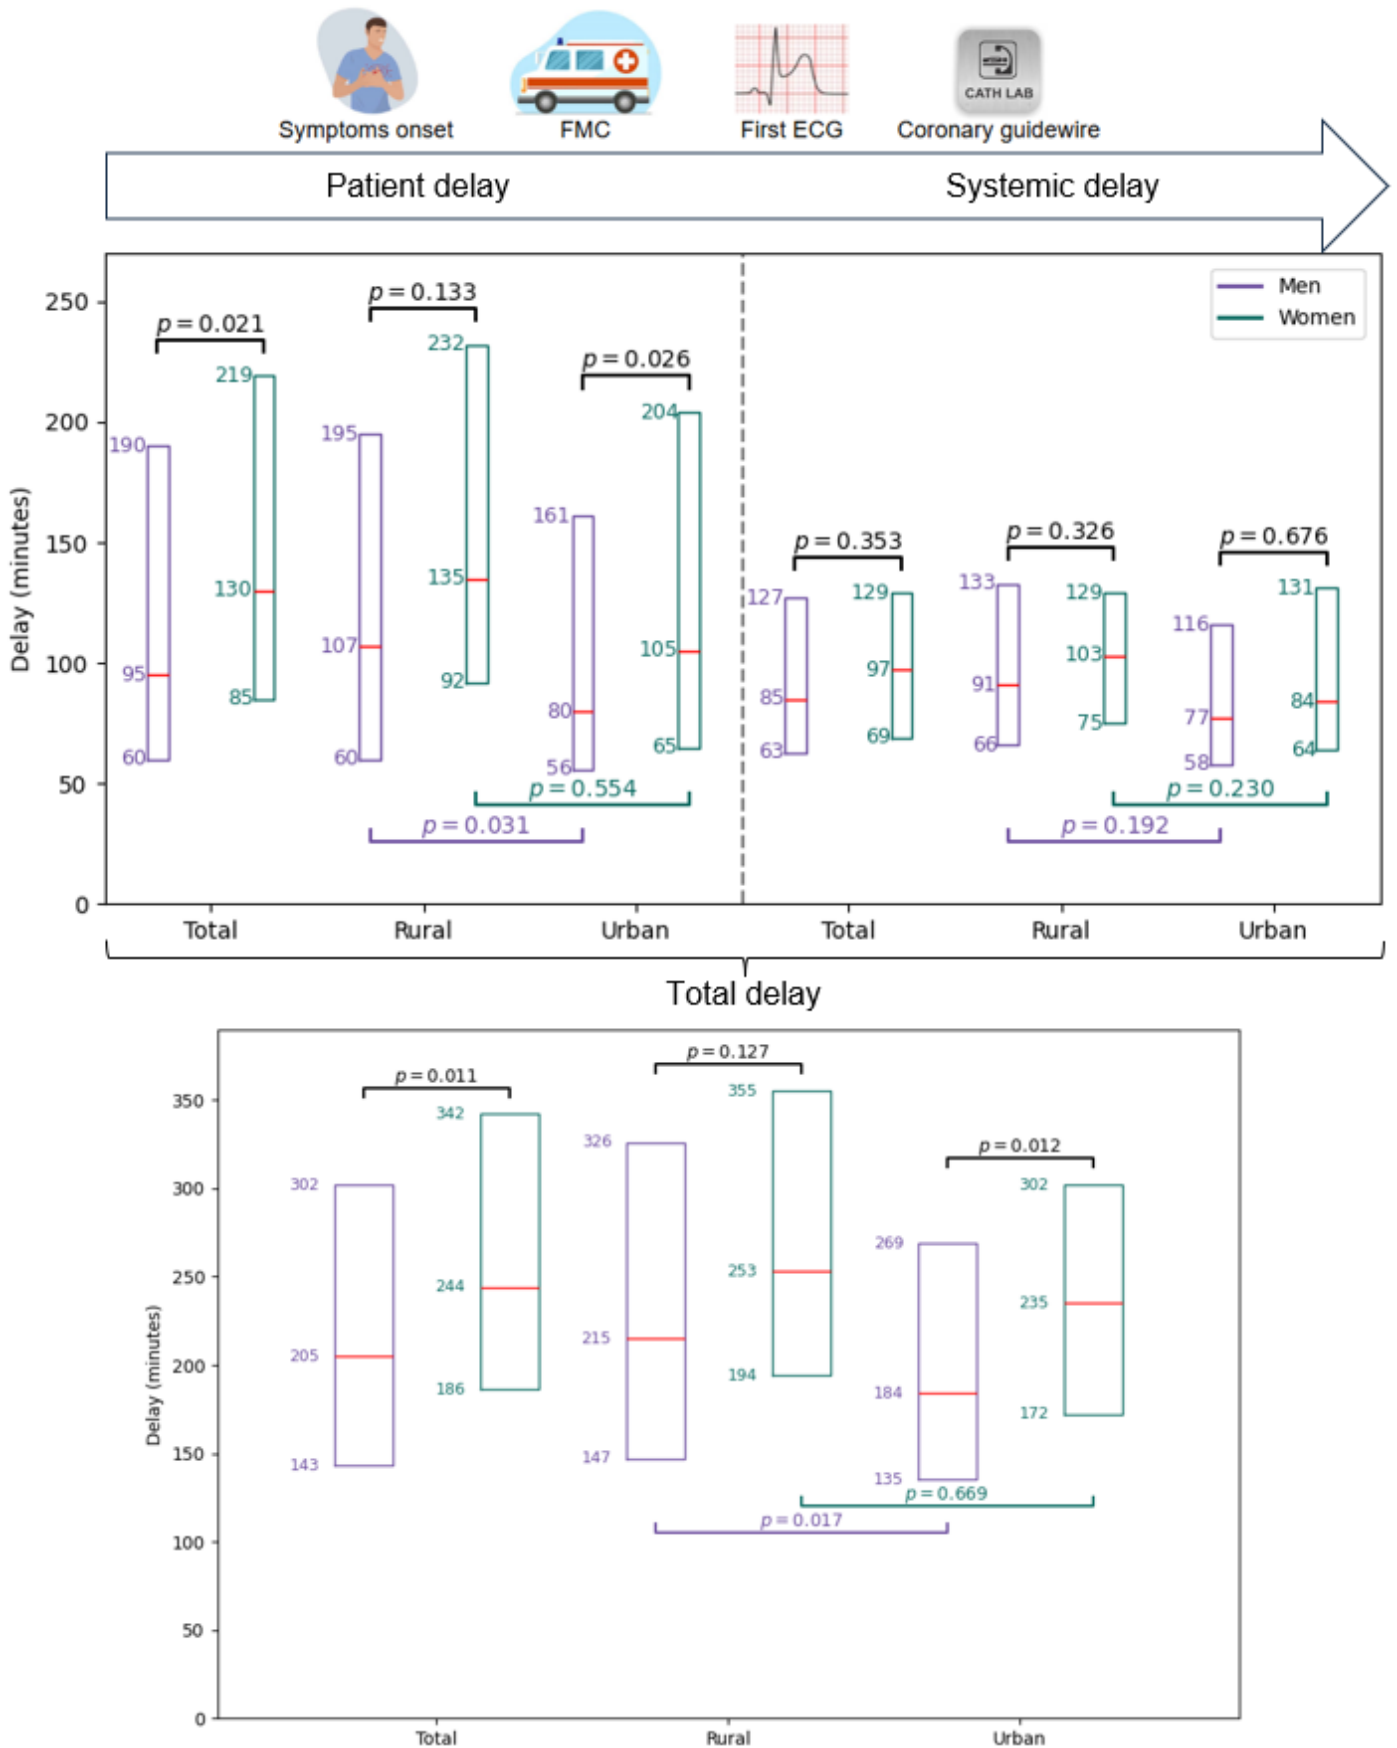 CATH LAB
Symptoms onset FMC First ECG Coronary guidewire
Patient delay Systemic delay
Men
Women
Delay (minutes)
250
200
150
100
50
0
p = 0.021
190
95
60
219
130
85
p = 0.133
195
107
60
232
135
92
p = 0.026
161
80
56
204
105
65
p = 0.554
p = 0.031
p = 0.353
127
85
63
129
97
69
p = 0.326
133
91
66
129
103
75
p = 0.676
116
77
58
131
84
64
p = 0.230
p = 0.192
Total Rural Urban Total Rural Urban
Total delay
Delay (minutes)
350
300
250
200
150
100
50
0
p = 0.011
302
205
143
342
244
186
p = 0.127
326
215
147
355
253
194
p = 0.012
269
184
135
302
235
172
p = 0.669
p = 0.017
Total Rural Urban